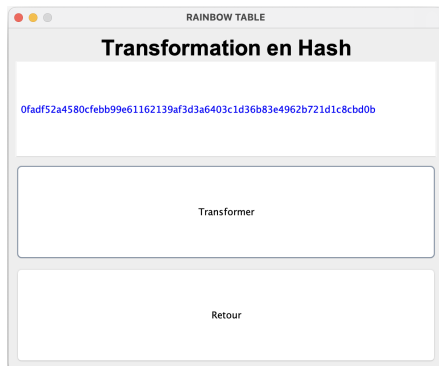 RAINBOW TABLE
Transformation en Hash
0fadf52a4580cfebb99e61162139af3d3a6403c1d36b83e4962b721d1c8cbd0b
Transformer
Retour